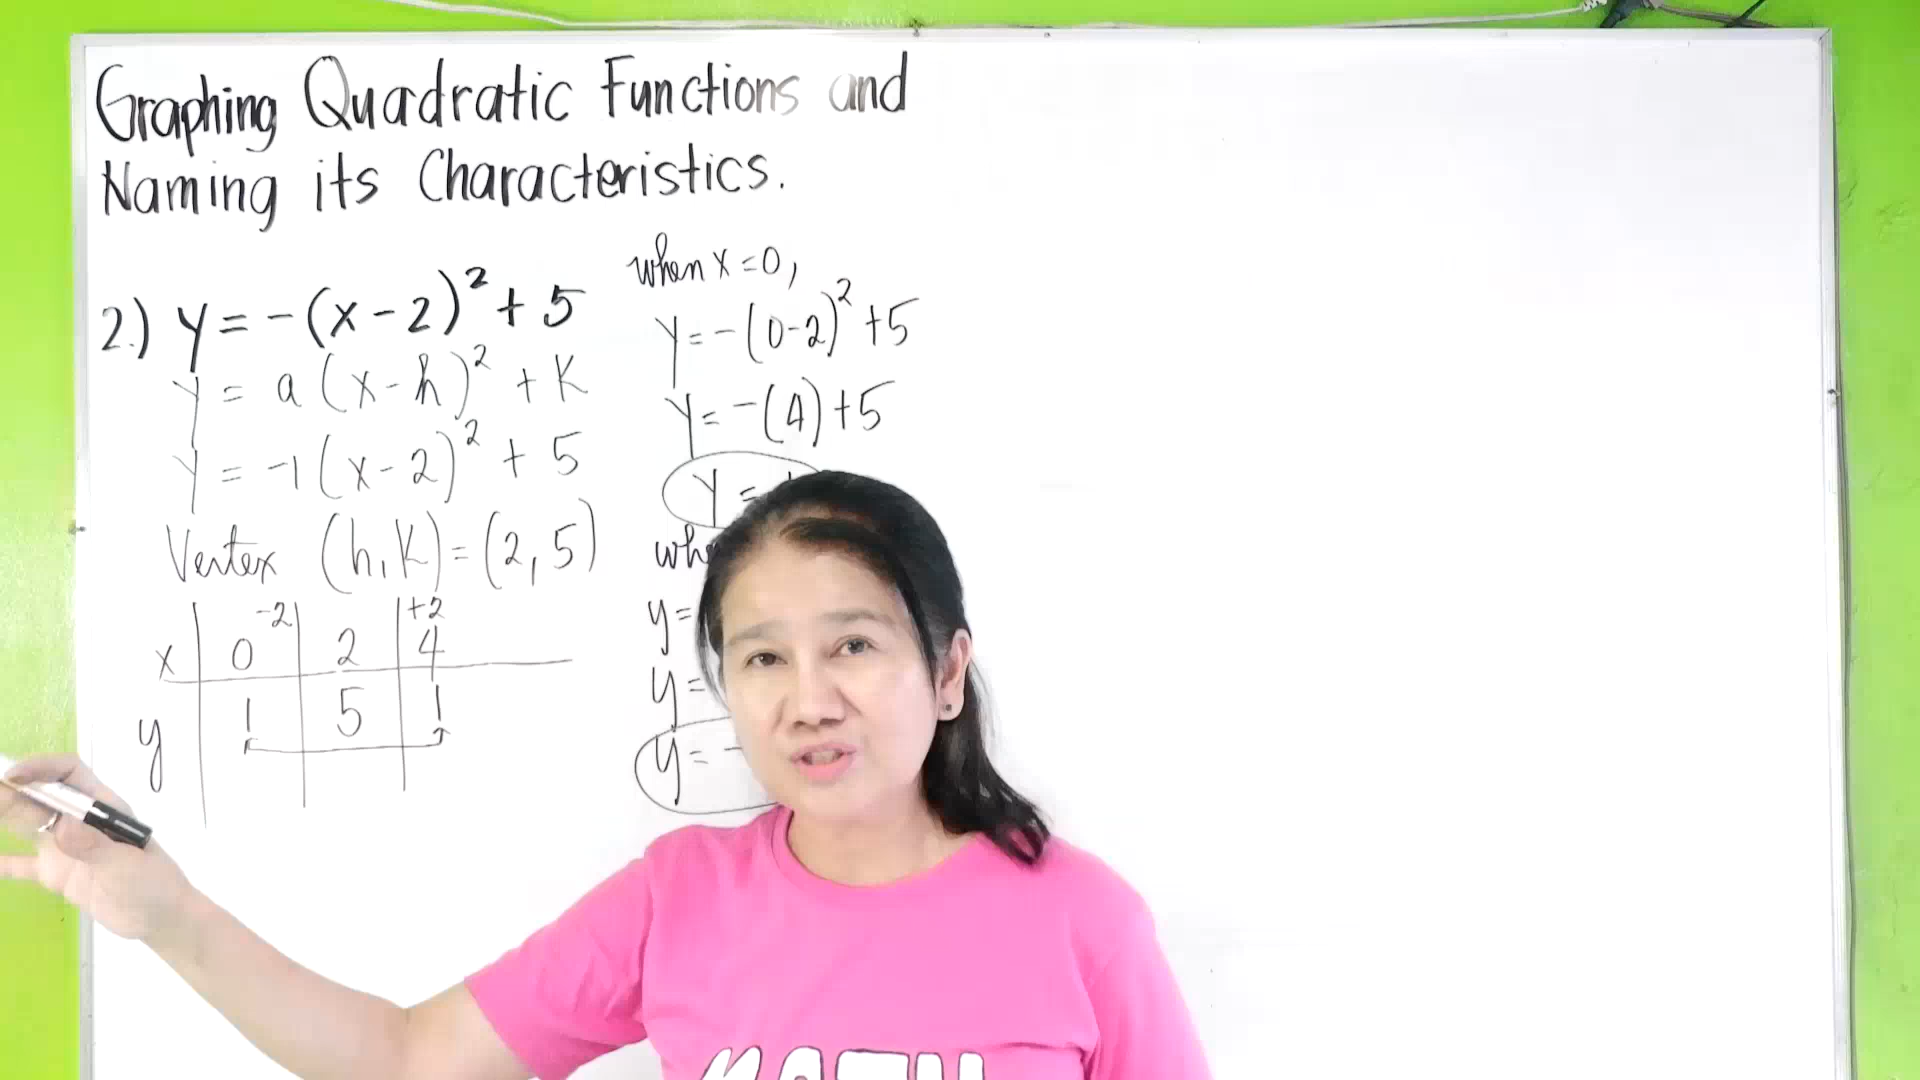 Graphing Quadratic Functions and
Naming its Characteristics.
2.) y = -(x - 2)² + 5
y = a (x - h)² + K
y = -1 (x - 2)² + 5
Vertex (h, K) = (2, 5)
-2 +2
x 0 2 4
y 1 5 1
when x = 0,
y = -(0-2)² + 5
y = -(4) + 5
y =
y =
y =
y = -